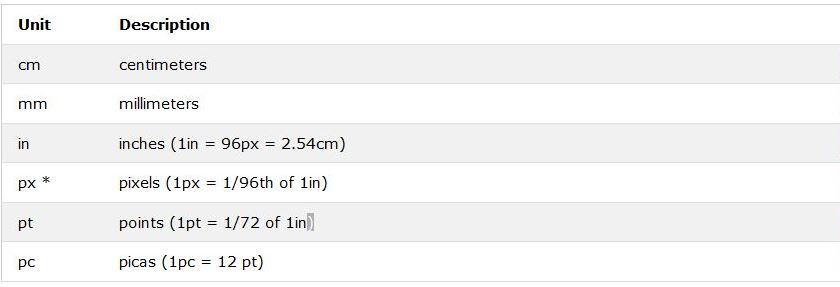 Unit Description
cm centimeters
mm millimeters
in inches (1in = 96px = 2.54cm)
px * pixels (1px = 1/96th of 1in)
pt points (1pt = 1/72 of 1in)
pc picas (1pc = 12 pt)